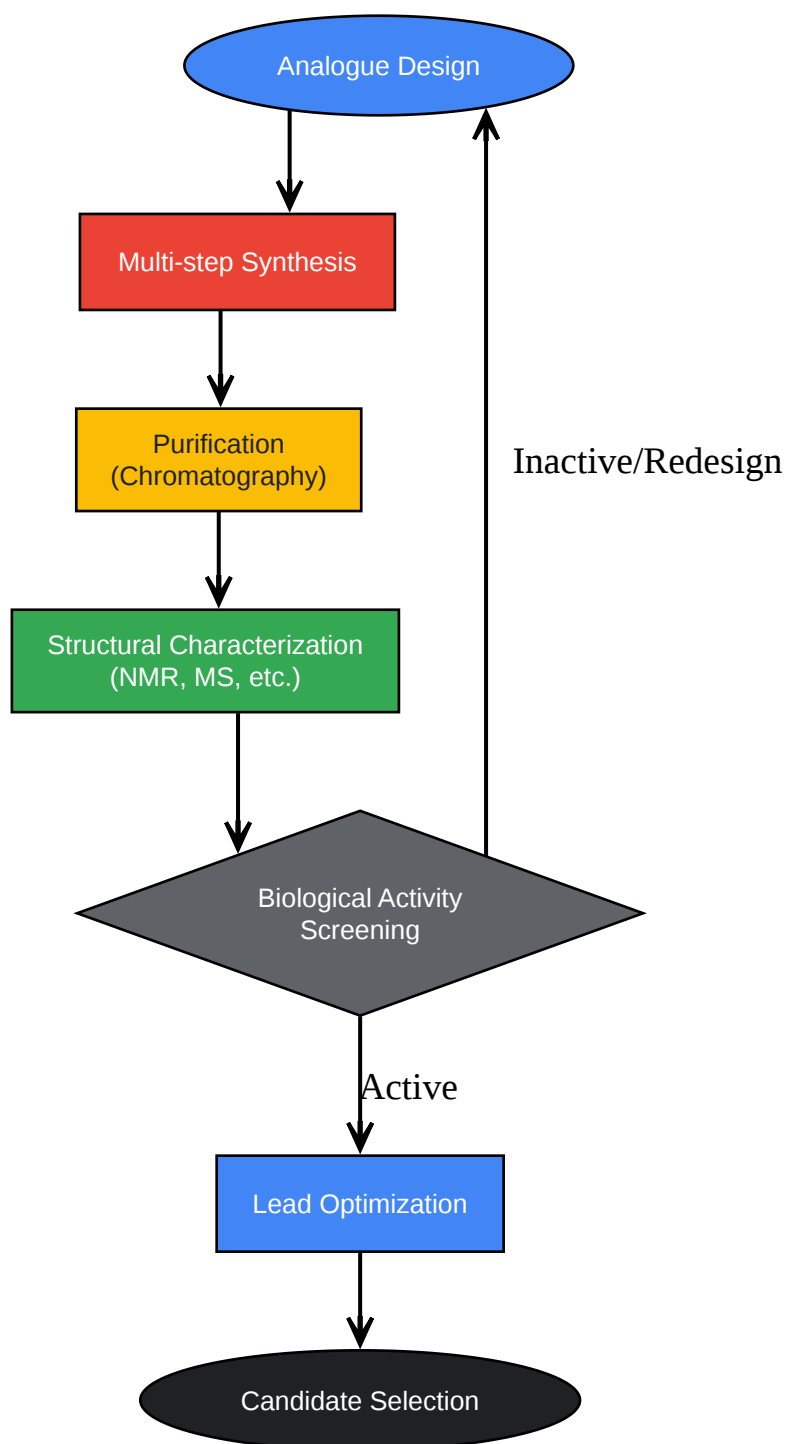 Analogue Design
Multi-step Synthesis
Purification
(Chromatography)
Inactive/Redesign
Structural Characterization
(NMR, MS, etc.)
Biological Activity
Screening
Active
Lead Optimization
Candidate Selection